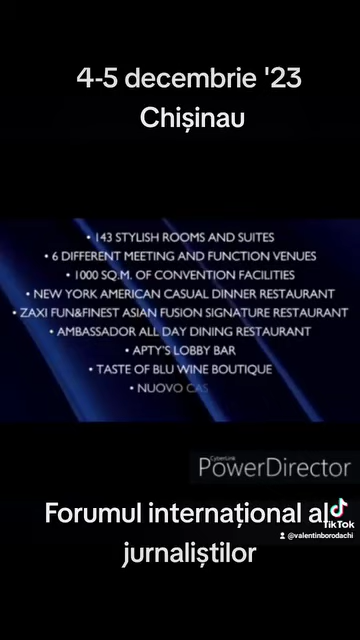 4-5 decembrie '23
Chișinau
• 143 STYLISH ROOMS AND SUITES
• 6 DIFFERENT MEETING AND FUNCTION VENUES
• 1000 SQ.M. OF CONVENTION FACILITIES
• NEW YORK AMERICAN CASUAL DINNER RESTAURANT
• ZAXI FUN&FINEST ASIAN FUSION SIGNATURE RESTAURANT
• AMBASSADOR ALL DAY DINING RESTAURANT
• APTY'S LOBBY BAR
• TASTE OF BLU WINE BOUTIQUE
• NUOVO CAS
CyberLink
PowerDirector
Forumul internațional al
jurnaliștilor
TikTok
@valentinborodachi